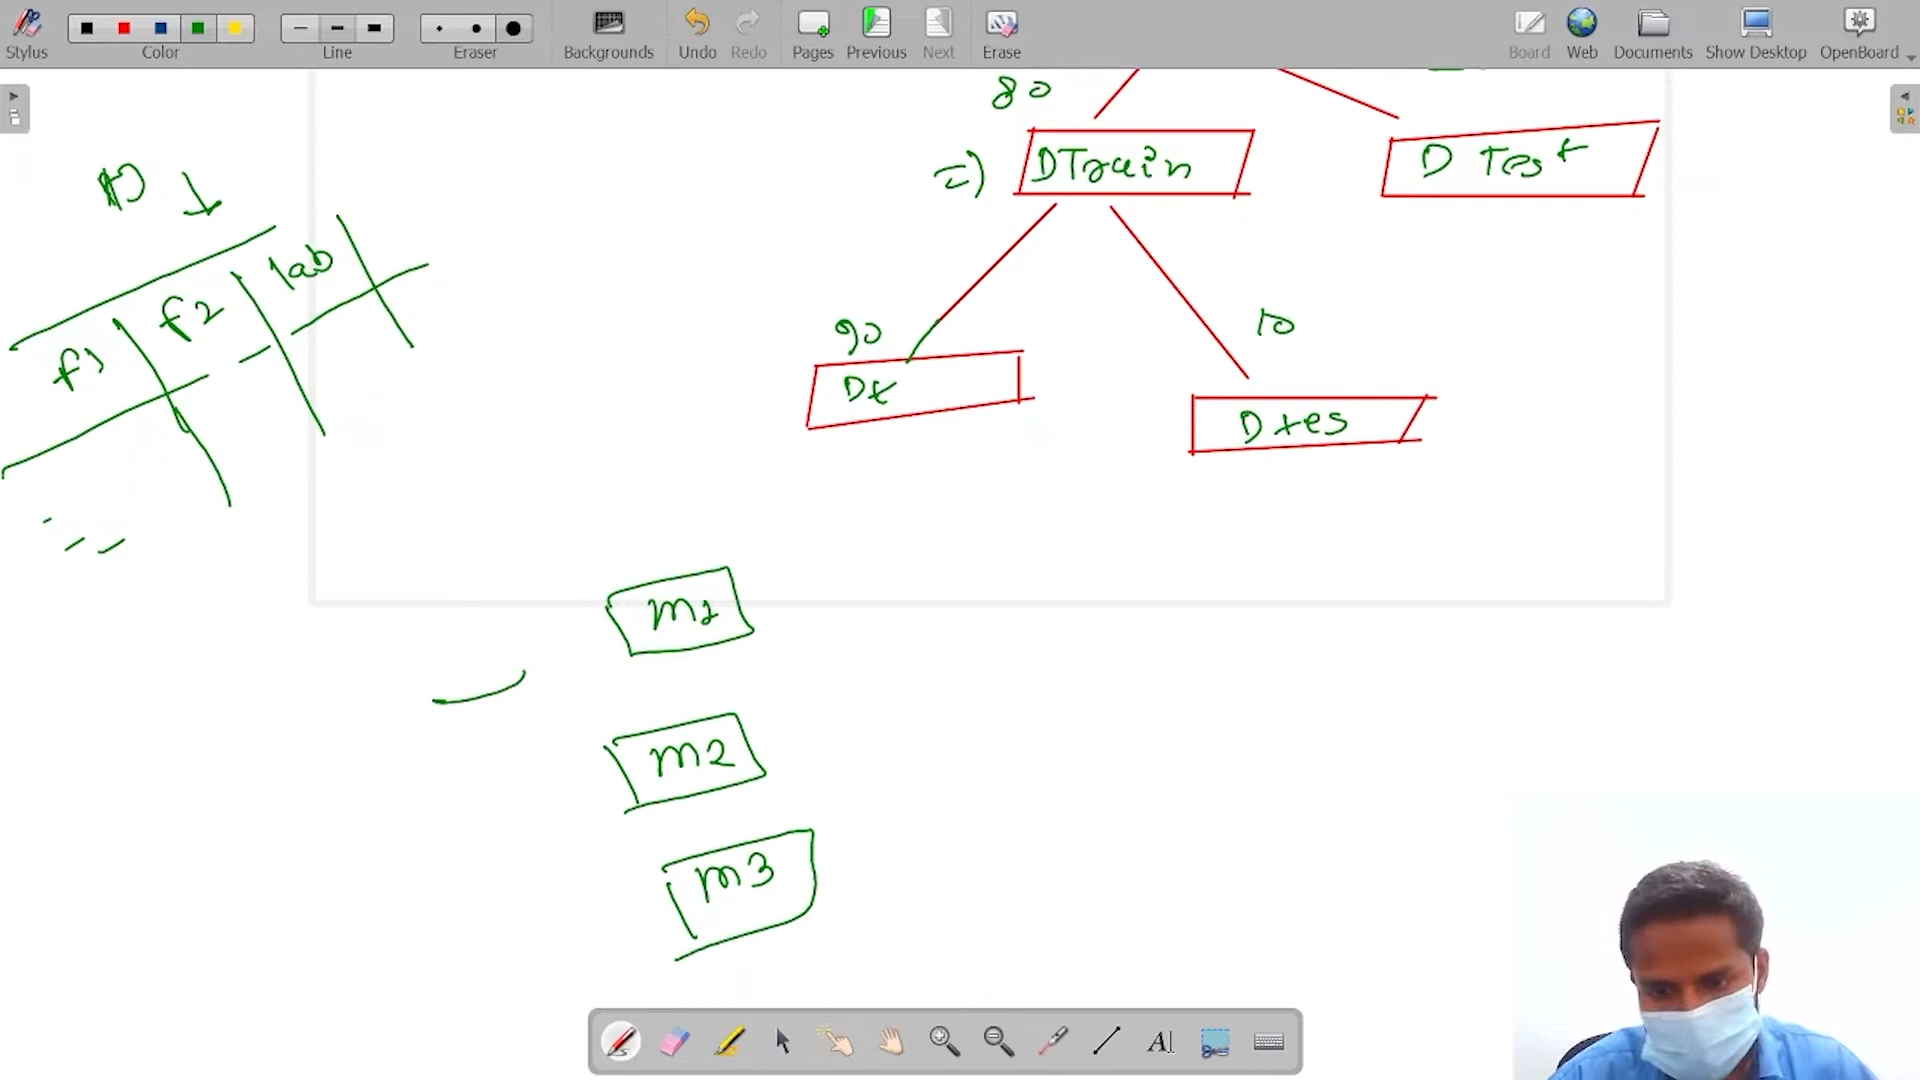 Stylus
Color
Line
Eraser
Backgrounds
Undo
Redo
Pages
Previous
Next
Erase
Board
Web
Documents
Show Desktop
OpenBoard
80
=) DTrain
D Test
D
f1 f2 lab
90
10
Dt
D tes
m1
m2
m3
A